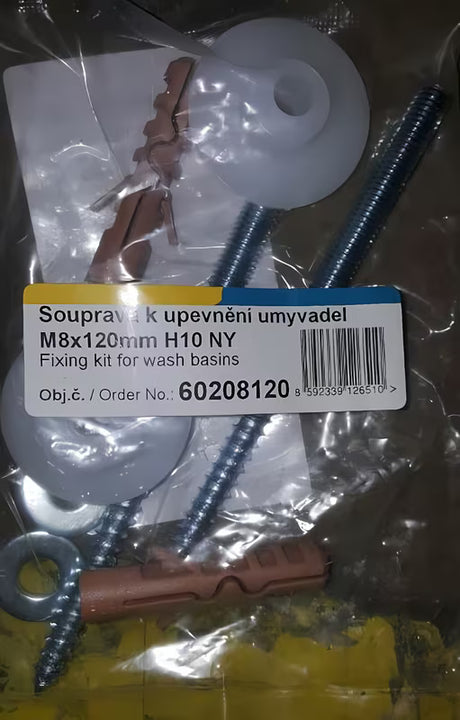 Souprava k upevnění umyvadel
M8x120mm H10 NY
Fixing kit for wash basins
Obj.č. / Order No.: 60208120
8 592339 126510 >